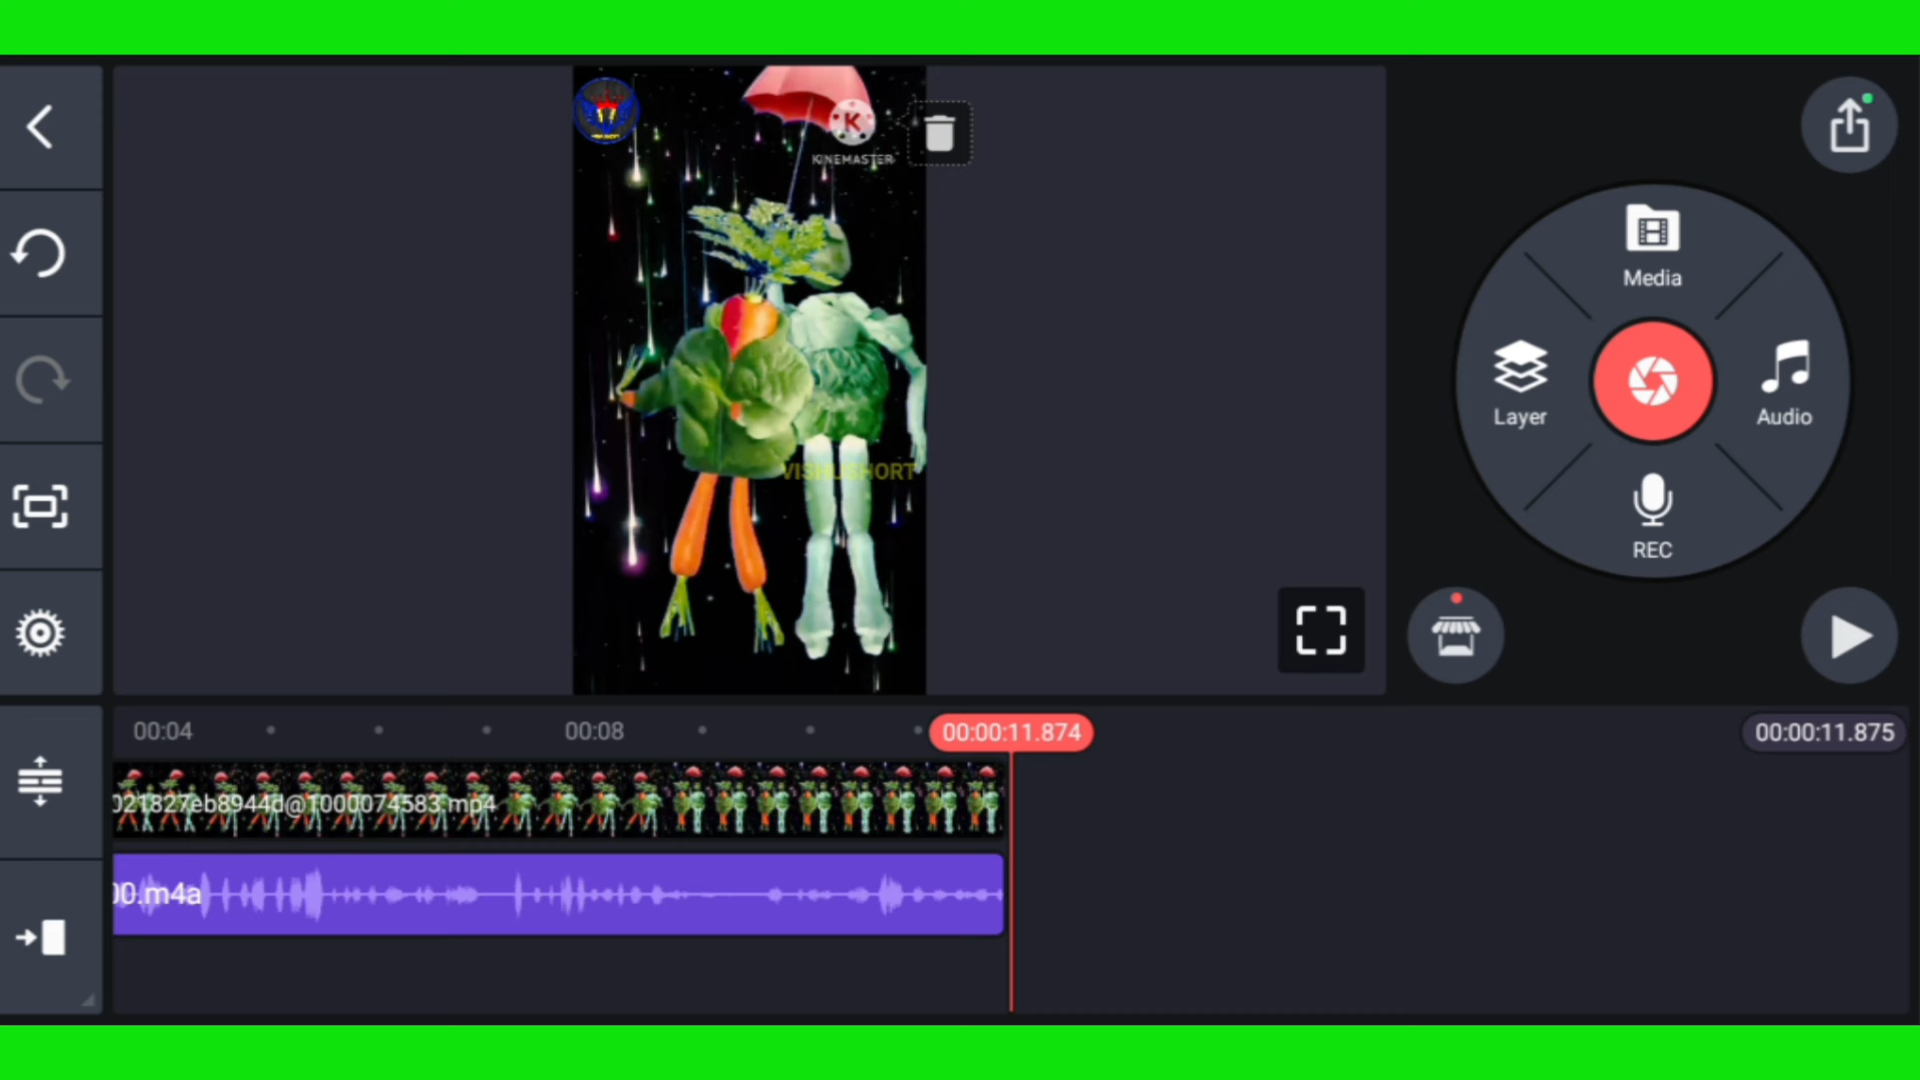 KINEMASTER
VISHUSHORT
Media
Layer
Audio
REC
00:04
00:08
00:00:11.874
00:00:11.875
021827eb8944d@1000074583.mp4
00.m4a